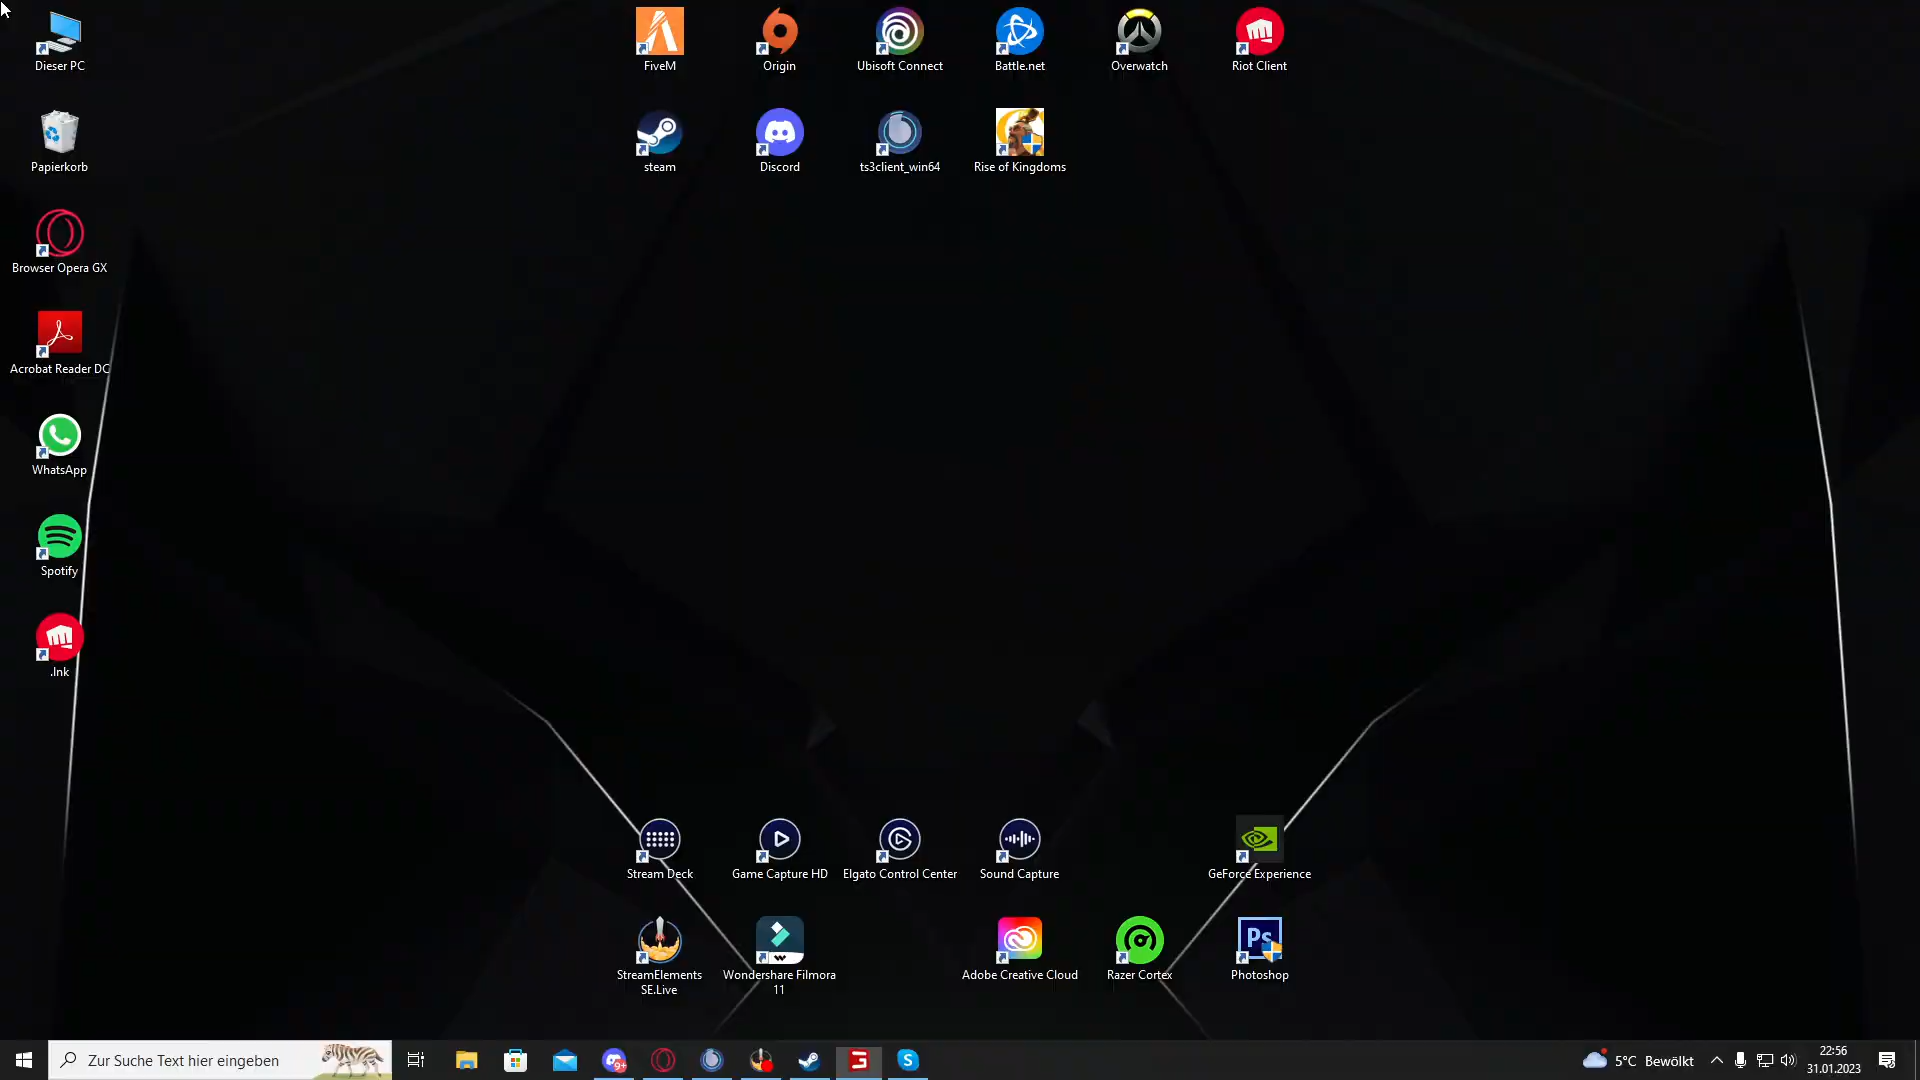 Dieser PC
FiveM
Origin
Ubisoft Connect
Battle.net
Overwatch
Riot Client
Papierkorb
steam
Discord
ts3client_win64
Rise of Kingdoms
Browser Opera GX
Acrobat Reader DC
WhatsApp
Spotify
.lnk
Stream Deck
Game Capture HD
Elgato Control Center
Sound Capture
GeForce Experience
StreamElements
SE.Live
Wondershare Filmora
11
Adobe Creative Cloud
Razer Cortex
Ps
Photoshop
Zur Suche Text hier eingeben
9+
5°C Bewölkt
22:56
31.01.2023